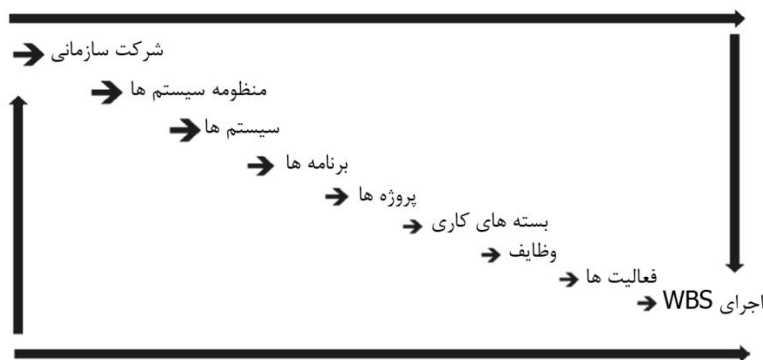 شرکت سازمانی
منظومه سیستم ها
سیستم ها
برنامه ها
پروژه ها
بسته های کاری
وظایف
فعالیت ها
اجرای WBS